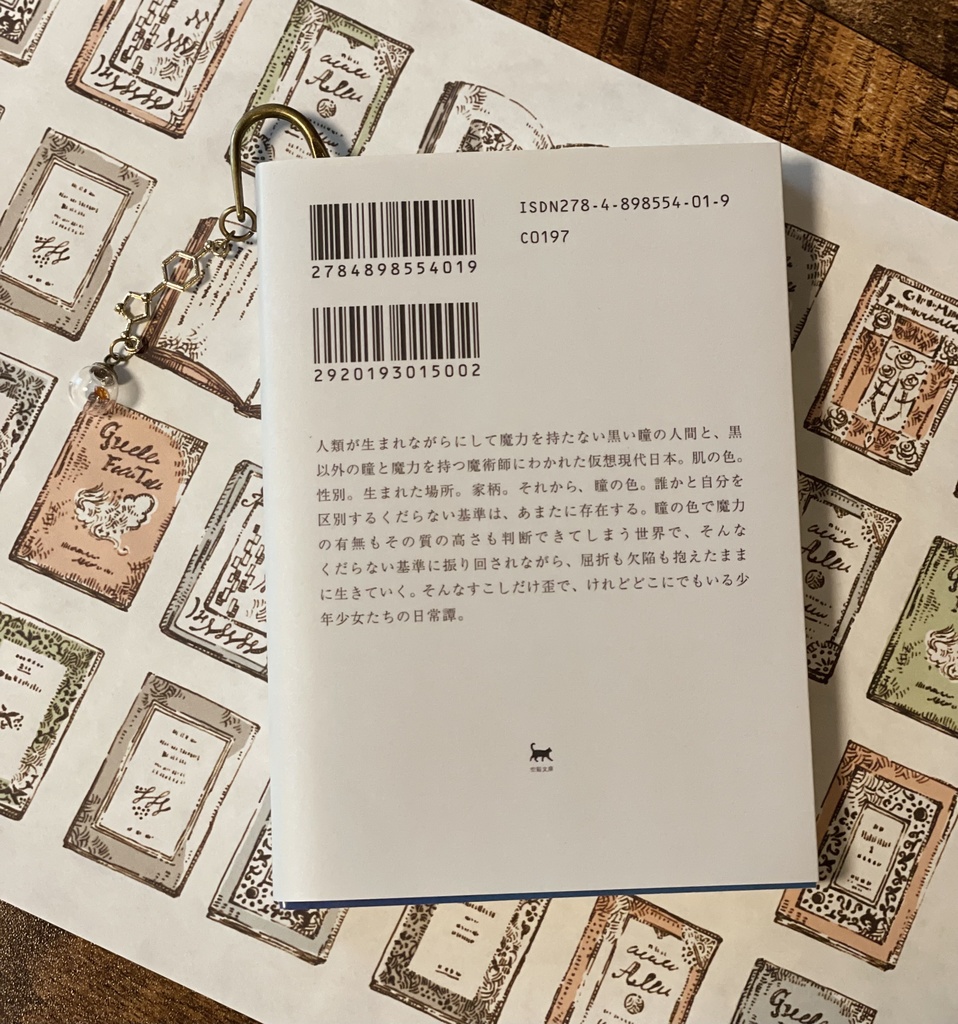 ISDN278-4-898554-01-9
C0197
2784898554019
2920193015002
人類が生まれながらにして魔力を持たない黒い瞳の人間と、黒
以外の瞳と魔力を持つ魔術師にわかれた仮想現代日本。肌の色。
性別。生まれた場所。家柄。それから、瞳の色。誰かと自分を
区別するくだらない基準は、あまたに存在する。瞳の色で魔力
の有無もその質の高さも判断できてしまう世界で、そんな
くだらない基準に振り回されながら、屈折も欠陥も抱えたまま
に生きていく。そんなすこしだけ歪で、けれどどこにでもいる少
年少女たちの日常譚。